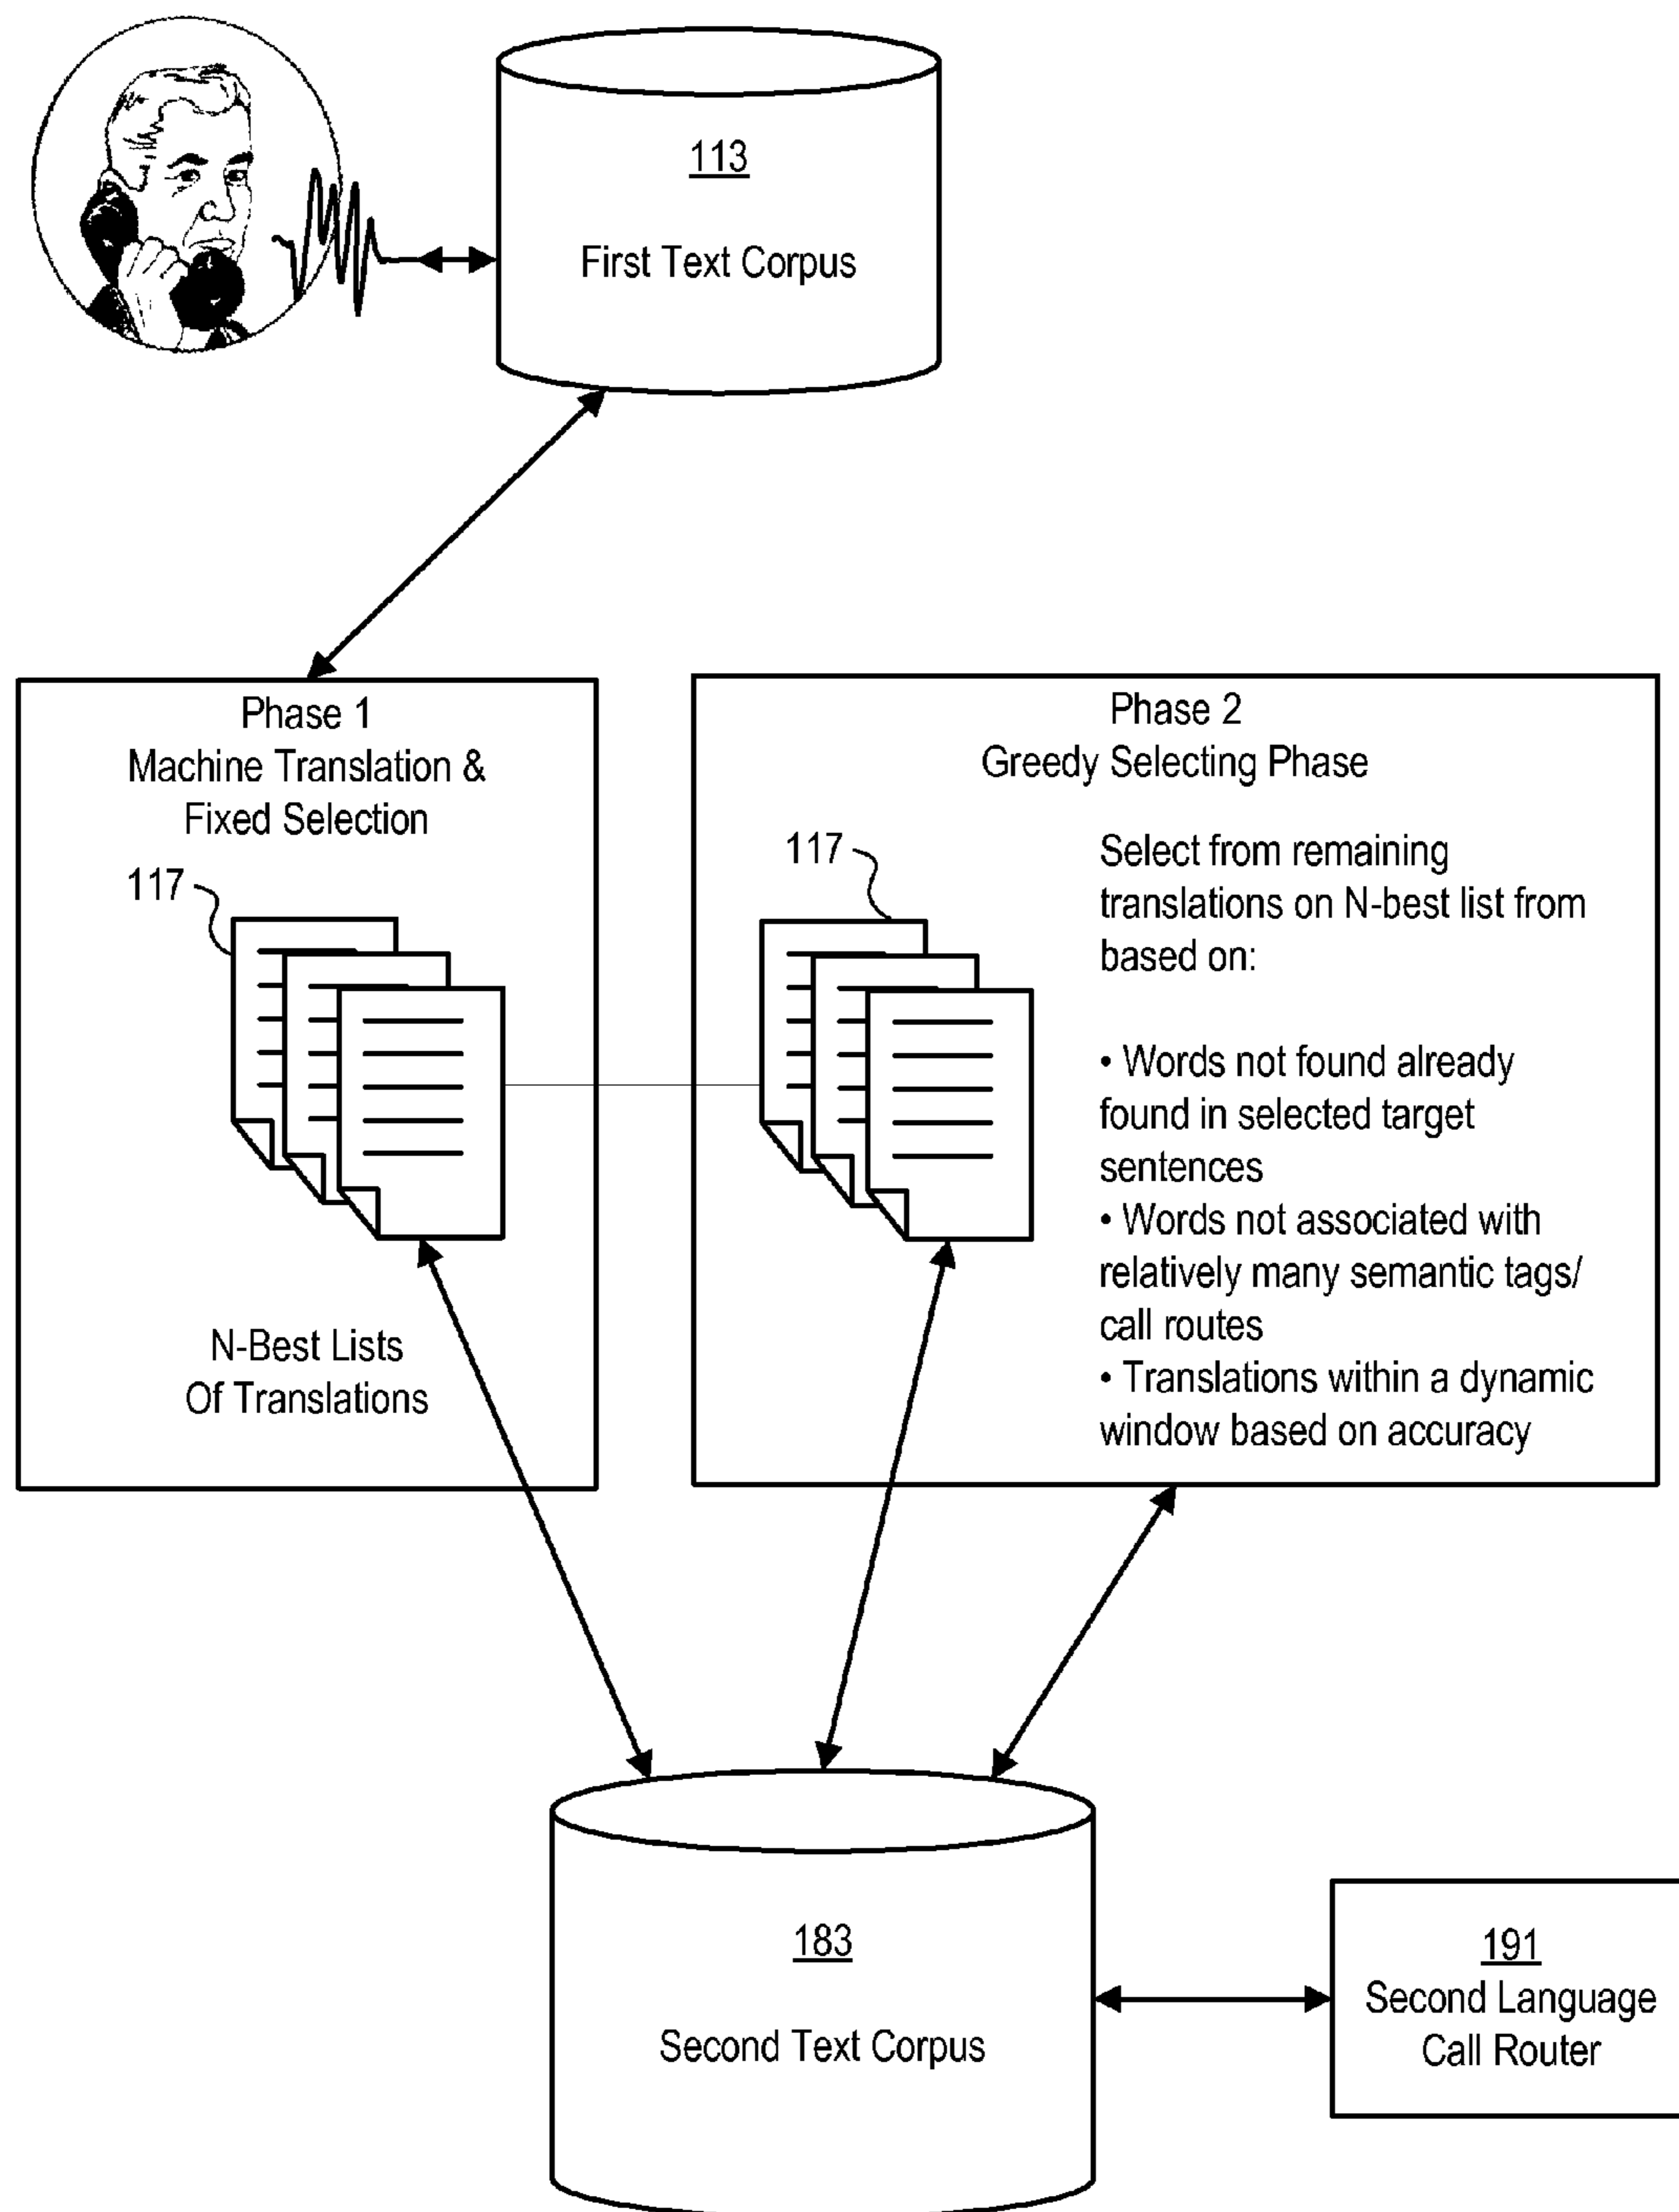 113
First Text Corpus
Phase 1
Machine Translation &
Fixed Selection
117
N-Best Lists
Of Translations
Phase 2
Greedy Selecting Phase
117
Select from remaining
translations on N-best list from
based on:
• Words not found already
found in selected target
sentences
• Words not associated with
relatively many semantic tags/
call routes
• Translations within a dynamic
window based on accuracy
183
Second Text Corpus
191
Second Language
Call Router